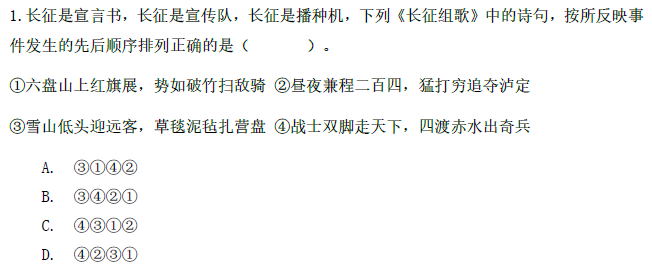 1.长征是宣言书，长征是宣传队，长征是播种机，下列《长征组歌》中的诗句，按所反映事
件发生的先后顺序排列正确的是（　　　）。
①六盘山上红旗展，势如破竹扫敌骑 ②昼夜兼程二百四，猛打穷追夺泸定
③雪山低头迎远客，草毯泥毡扎营盘 ④战士双脚走天下，四渡赤水出奇兵
A. ③①④②
B. ③④②①
C. ④③①②
D. ④②③①